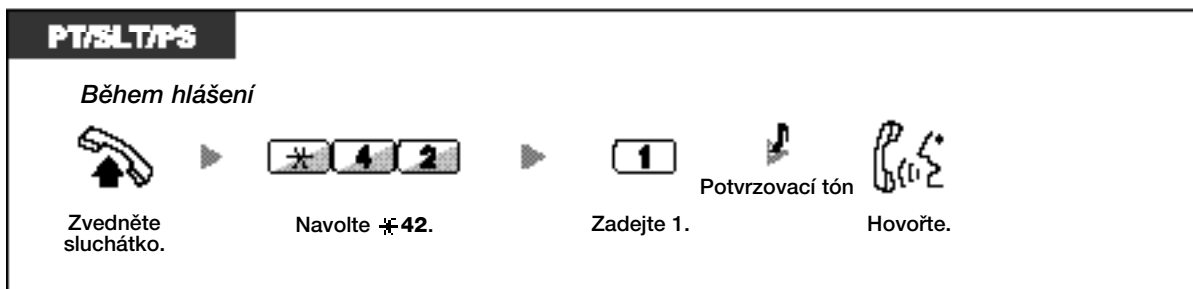 PT/SLT/PS
Během hlášení
* 4 2
1
Potvrzovací tón
Zvedněte
sluchátko.
Navolte *42.
Zadejte 1.
Hovořte.